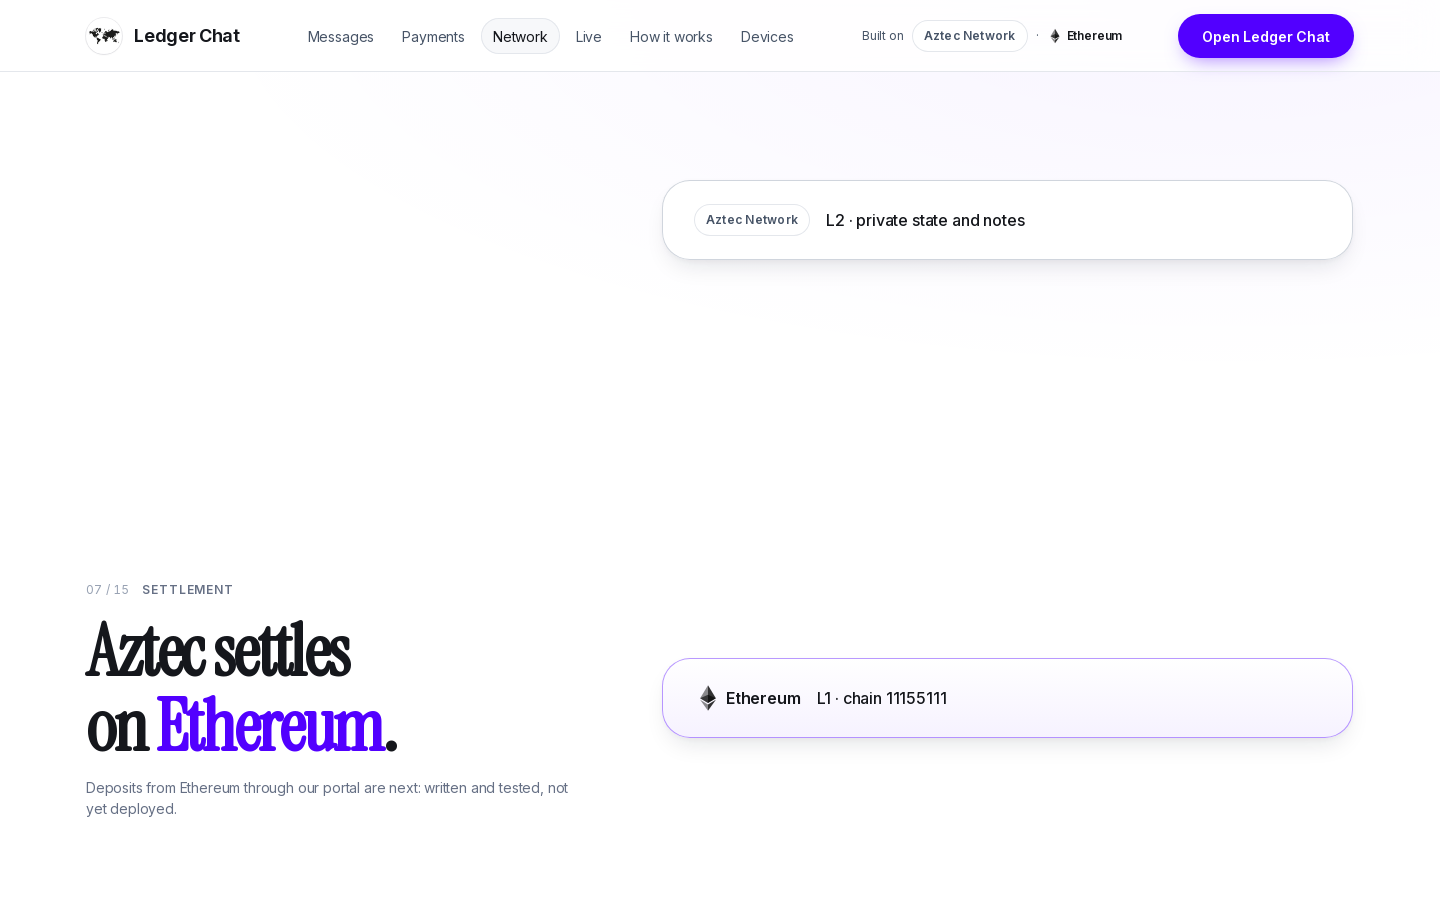 Ledger Chat
Messages
Payments
Network
Live
How it works
Devices
Built on
Aztec Network
·
Ethereum
Open Ledger Chat
Aztec Network
L2 · private state and notes
07 / 15 SETTLEMENT
Aztec settles
on Ethereum.
Deposits from Ethereum through our portal are next: written and tested, not
yet deployed.
Ethereum
L1 · chain 11155111